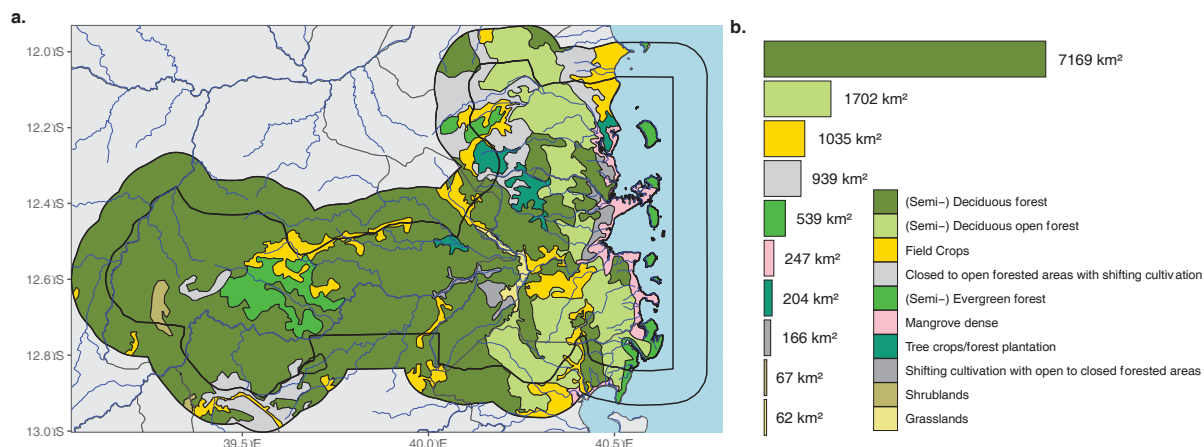 a.
12.0°S
12.2°S
12.4°S
12.6°S
12.8°S
13.0°S
39.5°E
40.0°E
40.5°E
b.
7169 km²
1702 km²
1035 km²
939 km²
539 km²
247 km²
204 km²
166 km²
67 km²
62 km²
(Semi−) Deciduous forest
(Semi−) Deciduous open forest
Field Crops
Closed to open forested areas with shifting cultivation
(Semi−) Evergreen forest
Mangrove dense
Tree crops/forest plantation
Shifting cultivation with open to closed forested areas
Shrublands
Grasslands